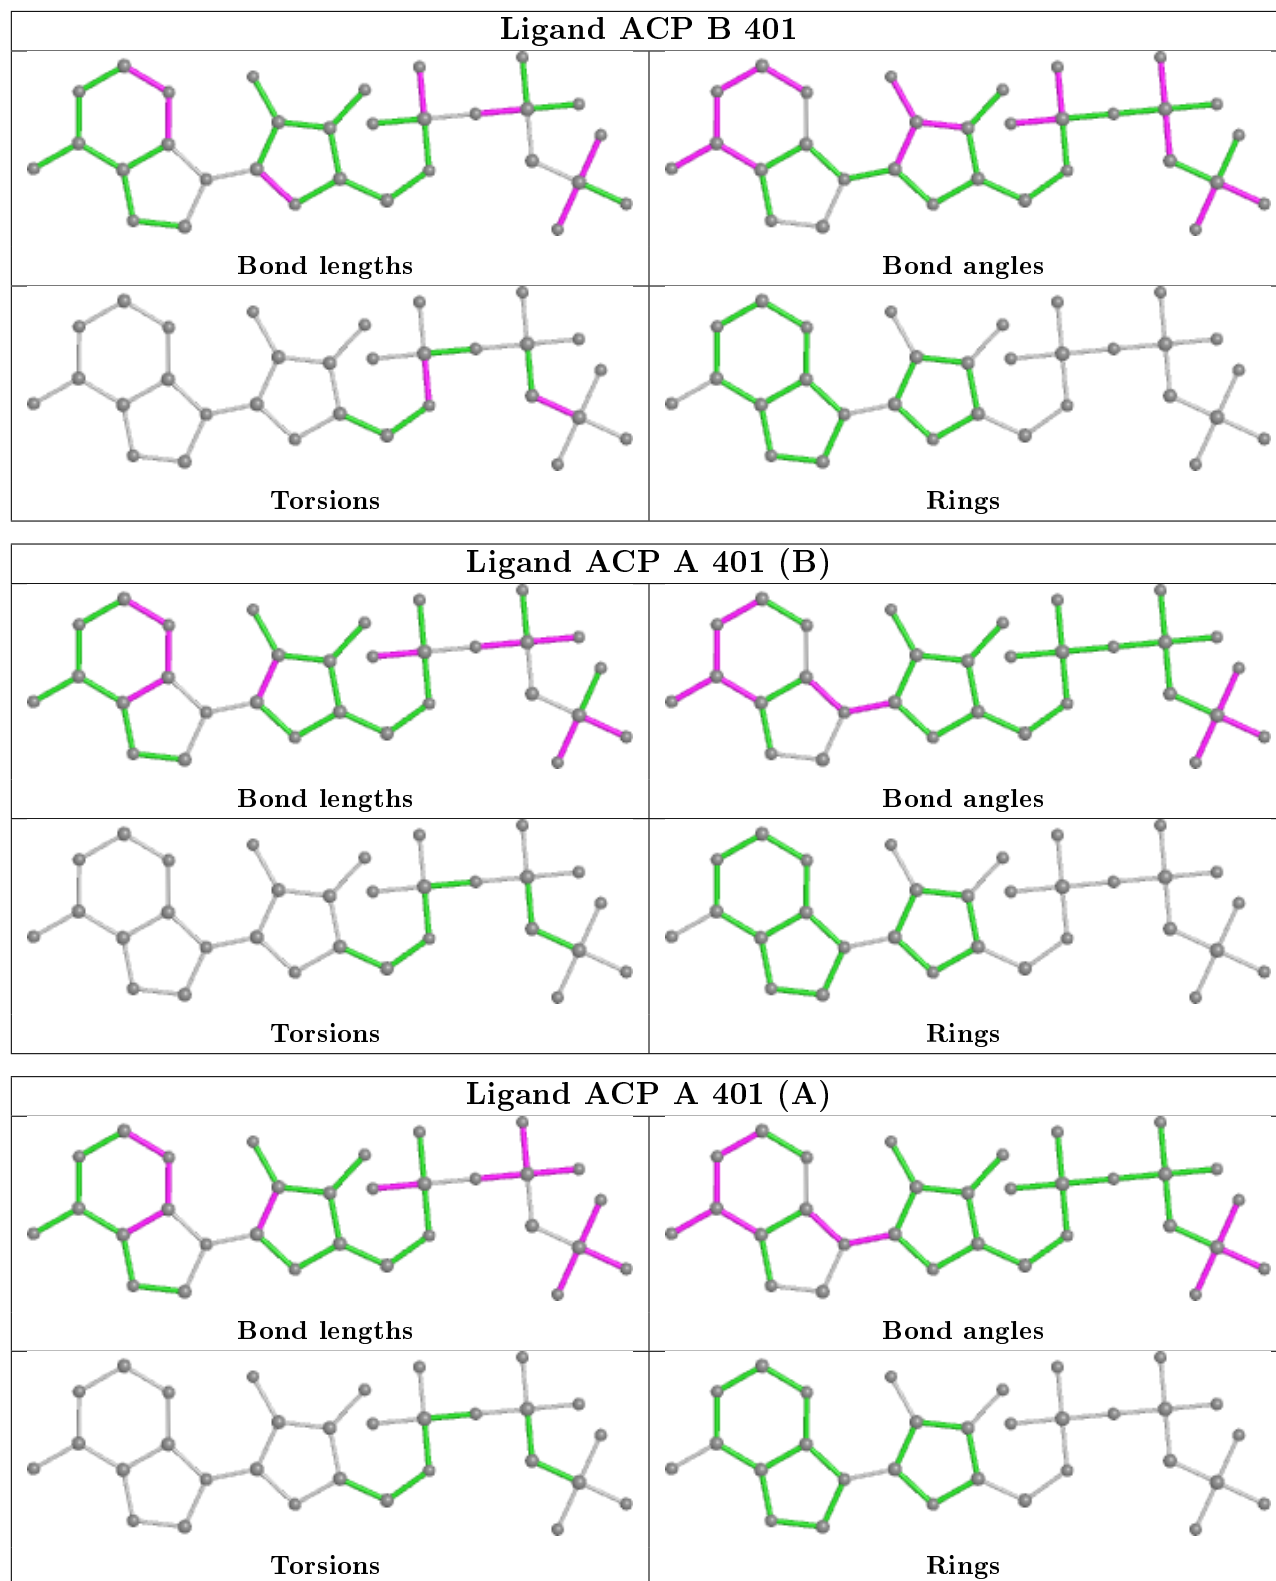 Ligand ACP B 401
Bond lengths
Bond angles
Torsions
Rings
Ligand ACP A 401 (B)
Bond lengths
Bond angles
Torsions
Rings
Ligand ACP A 401 (A)
Bond lengths
Bond angles
Torsions
Rings